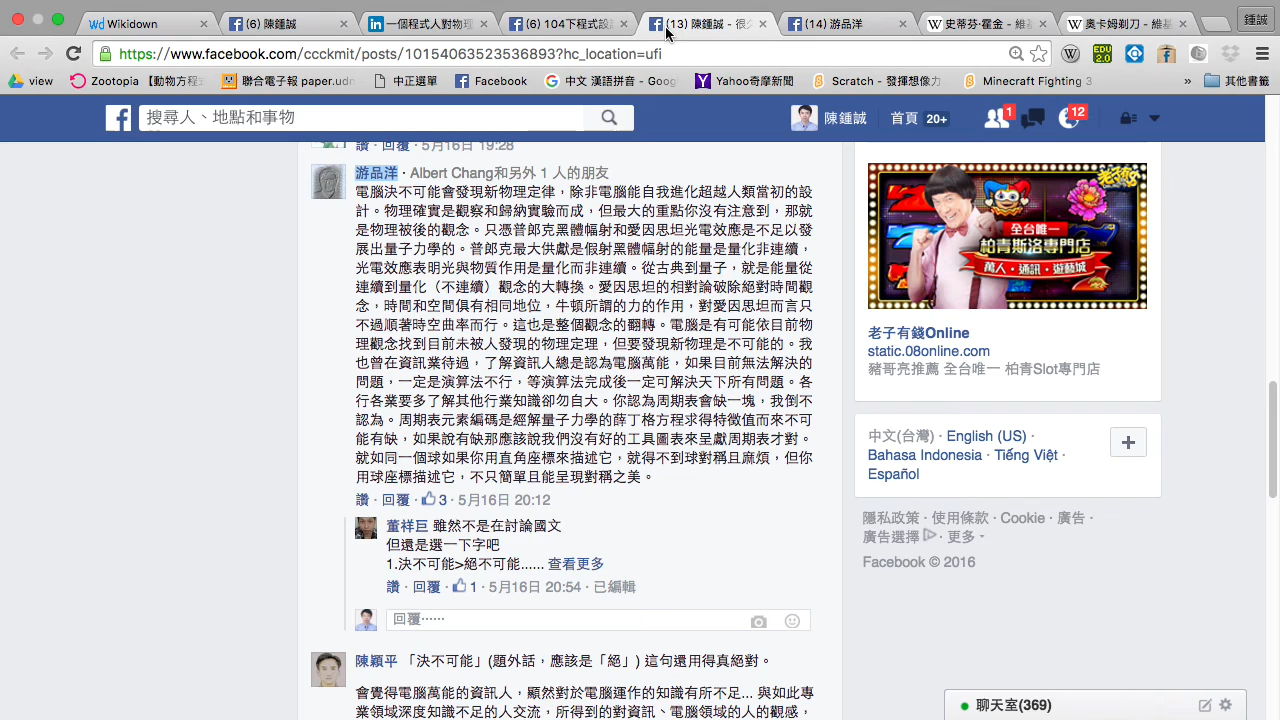 Wikidown
(6) 陳鍾誠
一個程式人對物理
(6) 104下程式設計
(13) 陳鍾誠 - 很久
(14) 游品洋
史蒂芬·霍金 - 維基
奧卡姆剃刀 - 維基
鍾誠
https://www.facebook.com/ccckmit/posts/10154063523536893?hc_location=ufi
view
Zootopia 【動物方程式
聯合電子報 paper.udn
中正選單
Facebook
中文 漢語拼音 - Goog
Yahoo奇摩新聞
Scratch - 發揮想像力
Minecraft Fighting 3
»
其他書籤
搜尋人、地點和事物
陳鍾誠
首頁 20+
1
12
讚 · 回覆 · 5月16日 19:28
游品洋 · Albert Chang和另外 1 人的朋友
電腦決不可能會發現新物理定律，除非電腦能自我進化超越人類當初的設
計。物理確實是觀察和歸納實驗而成，但最大的重點你沒有注意到，那就
是物理被後的觀念。只憑普郎克黑體幅射和愛因思坦光電效應是不足以發
展出量子力學的。普郎克最大供獻是假射黑體幅射的能量是量化非連續，
光電效應表明光與物質作用是量化而非連續。從古典到量子，就是能量從
連續到量化（不連續）觀念的大轉換。愛因思坦的相對論破除絕對時間觀
念，時間和空間俱有相同地位，牛頓所謂的力的作用，對愛因思坦而言只
不過順著時空曲率而行。這也是整個觀念的翻轉。電腦是有可能依目前物
理觀念找到目前未被人發現的物理定理，但要發現新物理是不可能的。我
也曾在資訊業待過，了解資訊人總是認為電腦萬能，如果目前無法解決的
問題，一定是演算法不行，等演算法完成後一定可解決天下所有問題。各
行各業要多了解其他行業知識卻勿自大。你認為周期表會缺一塊，我倒不
認為。周期表元素編碼是經解量子力學的薛丁格方程求得特徵值而來不可
能有缺，如果說有缺那應該說我們沒有好的工具圖表來呈獻周期表才對。
就如同一個球如果你用直角座標來描述它，就得不到球對稱且麻煩，但你
用球座標描述它，不只簡單且能呈現對稱之美。
讚 · 回覆 · 3 · 5月16日 20:12
董祥巨 雖然不是在討論國文
但還是選一下字吧
1.決不可能>絕不可能...... 查看更多
讚 · 回覆 · 1 · 5月16日 20:54 · 已編輯
回覆⋯⋯
陳穎平 「決不可能」(題外話，應該是「絕」) 這句還用得真絕對。
會覺得電腦萬能的資訊人，顯然對於電腦運作的知識有所不足... 與如此專
業領域深度知識不足的人交流，所得到的對資訊、電腦領域的人的觀感，
老子有錢
全台唯一
柏青斯洛專門店
萬人·通訊·遊藝城
老子有錢Online
static.08online.com
豬哥亮推薦 全台唯一 柏青Slot專門店
中文(台灣) · English (US) ·
Bahasa Indonesia · Tiếng Việt ·
Español
隱私政策 · 使用條款 · Cookie · 廣告 ·
廣告選擇 · 更多
Facebook © 2016
聊天室(369)